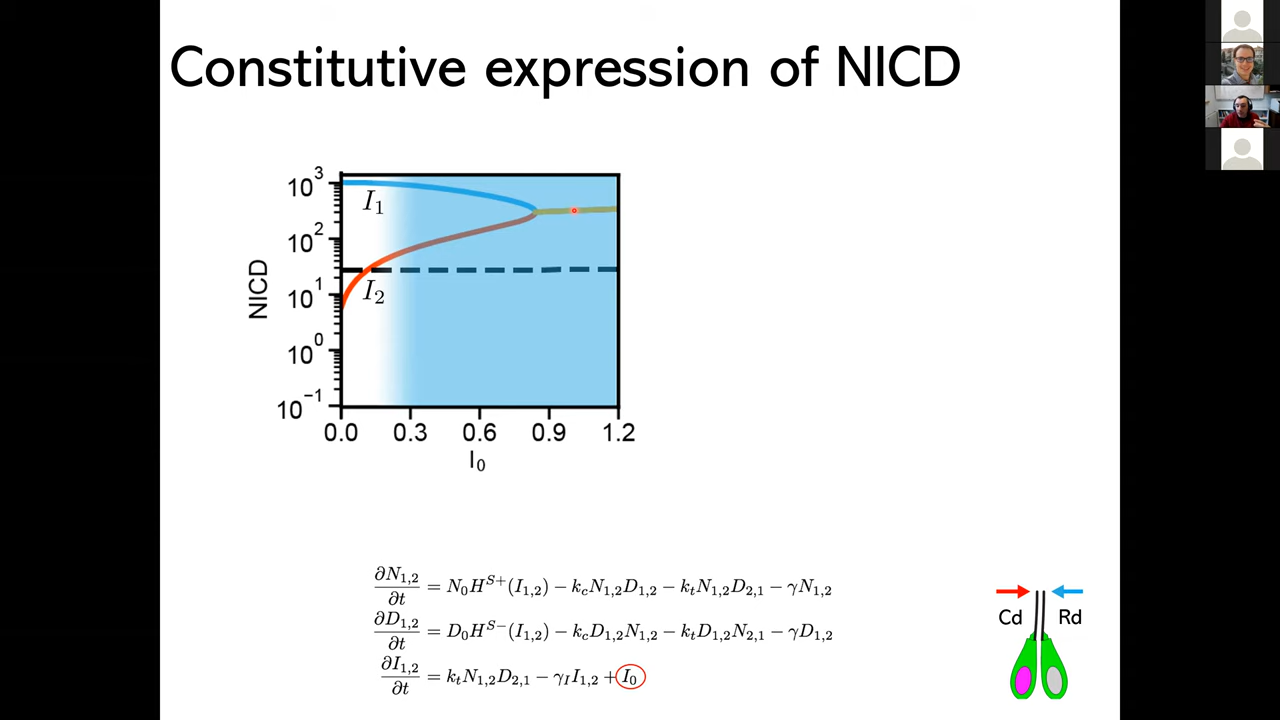 Constitutive expression of NICD
10³
10²
10¹
10⁰
10⁻¹
NICD
I₁
I₂
0.0 0.3 0.6 0.9 1.2
I₀
∂N₁,₂/∂t = N₀Hˢ⁺(I₁,₂) − k_cN₁,₂D₁,₂ − k_tN₁,₂D₂,₁ − γN₁,₂
∂D₁,₂/∂t = D₀Hˢ⁻(I₁,₂) − k_cD₁,₂N₁,₂ − k_tD₁,₂N₂,₁ − γD₁,₂
∂I₁,₂/∂t = k_tN₁,₂D₂,₁ − γ_II₁,₂ + I₀
Cd Rd